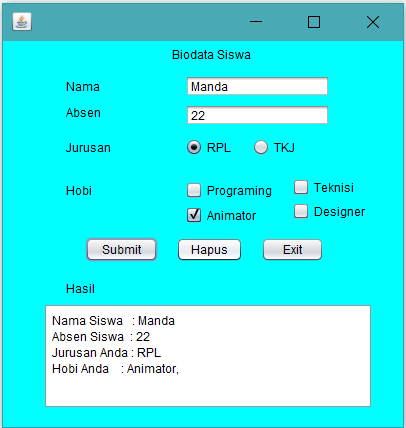 Biodata Siswa
Nama Manda
Absen 22
Jurusan RPL TKJ
Hobi Programing Teknisi
Animator Designer
Submit Hapus Exit
Hasil
Nama Siswa : Manda
Absen Siswa : 22
Jurusan Anda : RPL
Hobi Anda : Animator,